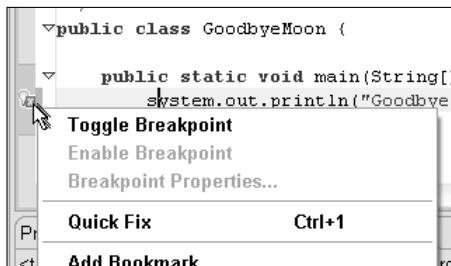 public class GoodbyeMoon {
public static void main(String[]
system.out.println("Goodbye
Toggle Breakpoint
Enable Breakpoint
Breakpoint Properties...
Quick Fix Ctrl+1
Add Bookmark